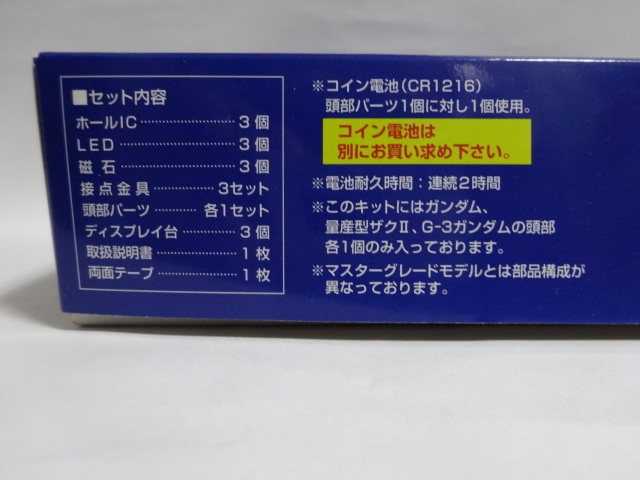 ■セット内容
ホールIC………………3個
LED………………3個
磁石………………3個
接点金具…………3セット
頭部パーツ………各1セット
ディスプレイ台………3個
取扱説明書……………1枚
両面テープ……………1枚
※コイン電池(CR1216)
頭部パーツ1個に対し1個使用。
コイン電池は
別にお買い求め下さい。
※電池耐久時間：連続2時間
※このキットにはガンダム、
量産型ザクⅡ、G-3ガンダムの頭部
各1個のみ入っております。
※マスターグレードモデルとは部品構成が
異なっております。